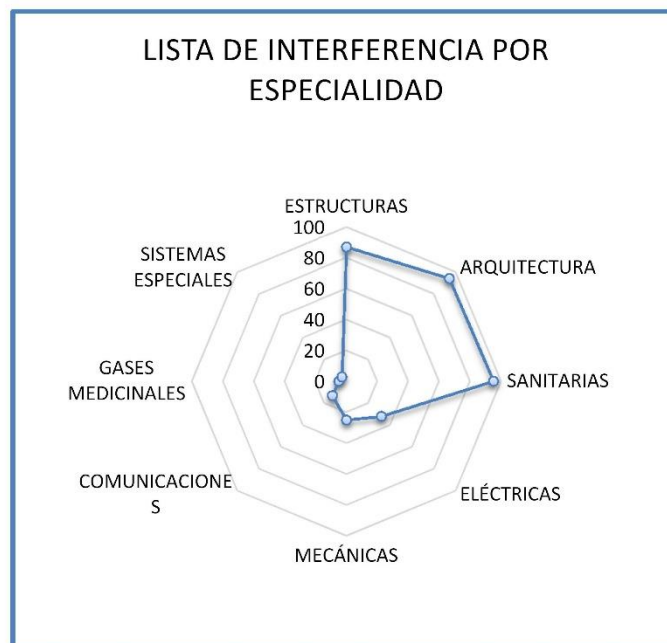 LISTA DE INTERFERENCIA POR
ESPECIALIDAD
ESTRUCTURAS
100
80
60
40
20
0
ARQUITECTURA
SANITARIAS
ELÉCTRICAS
MECÁNICAS
COMUNICACIONE
S
GASES
MEDICINALES
SISTEMAS
ESPECIALES